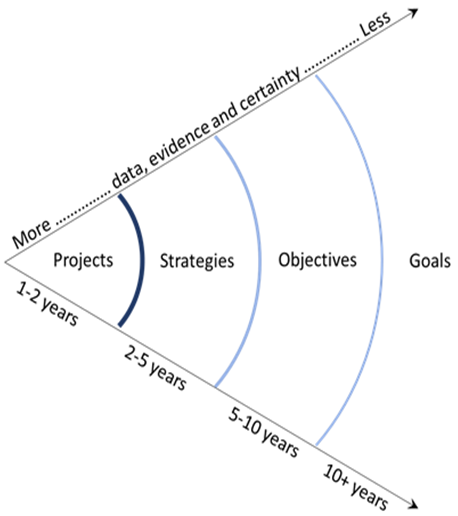 More ............. data, evidence and certainty ............. Less
Projects
Strategies
Objectives
Goals
1-2 years
2-5 years
5-10 years
10+ years